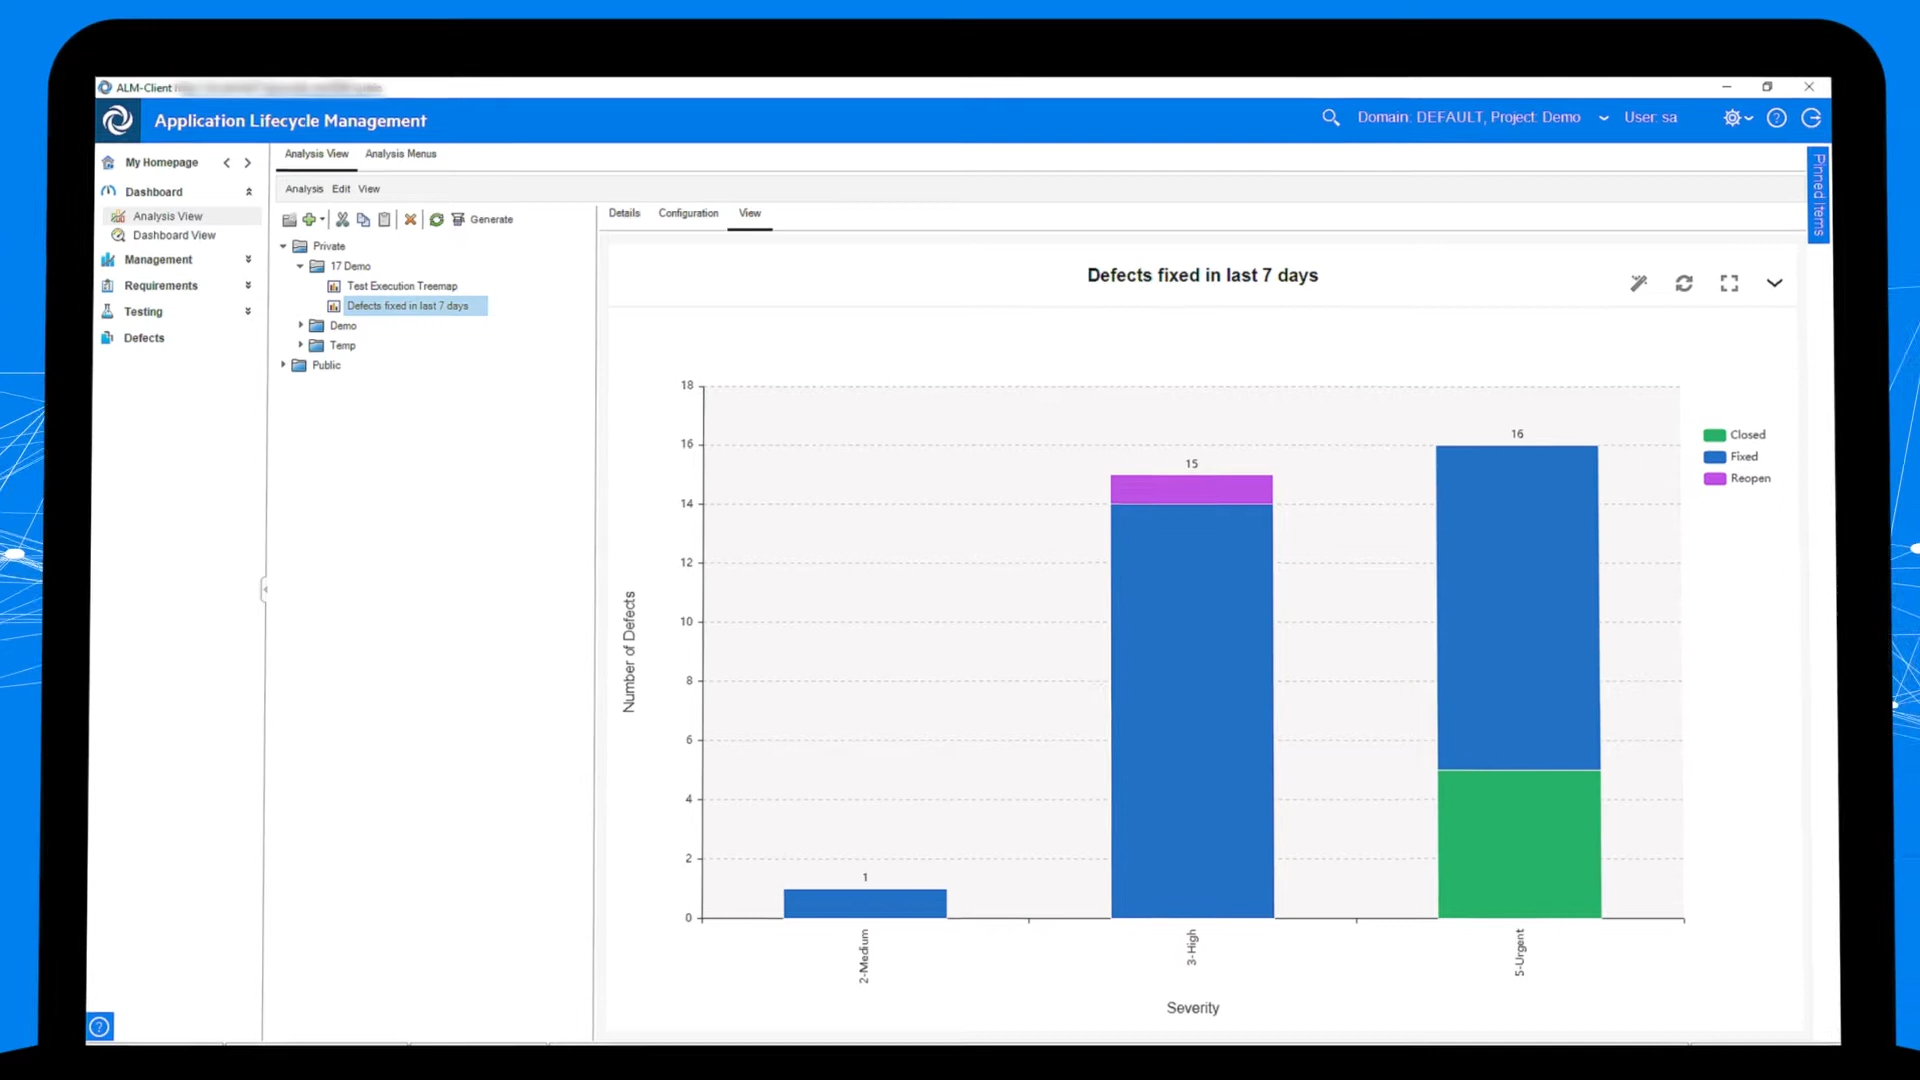 ALM-Client
Application Lifecycle Management
Domain: DEFAULT, Project: Demo
User: sa
My Homepage
Dashboard
Analysis View
Dashboard View
Management
Requirements
Testing
Defects
Analysis View
Analysis Menus
Analysis
Edit
View
Generate
Private
17 Demo
Test Execution Treemap
Defects fixed in last 7 days
Demo
Temp
Public
Details
Configuration
View
Pinned Items
Defects fixed in last 7 days
18
16
14
12
10
8
6
4
2
0
Number of Defects
1
15
16
2-Medium
3-High
5-Urgent
Severity
Closed
Fixed
Reopen